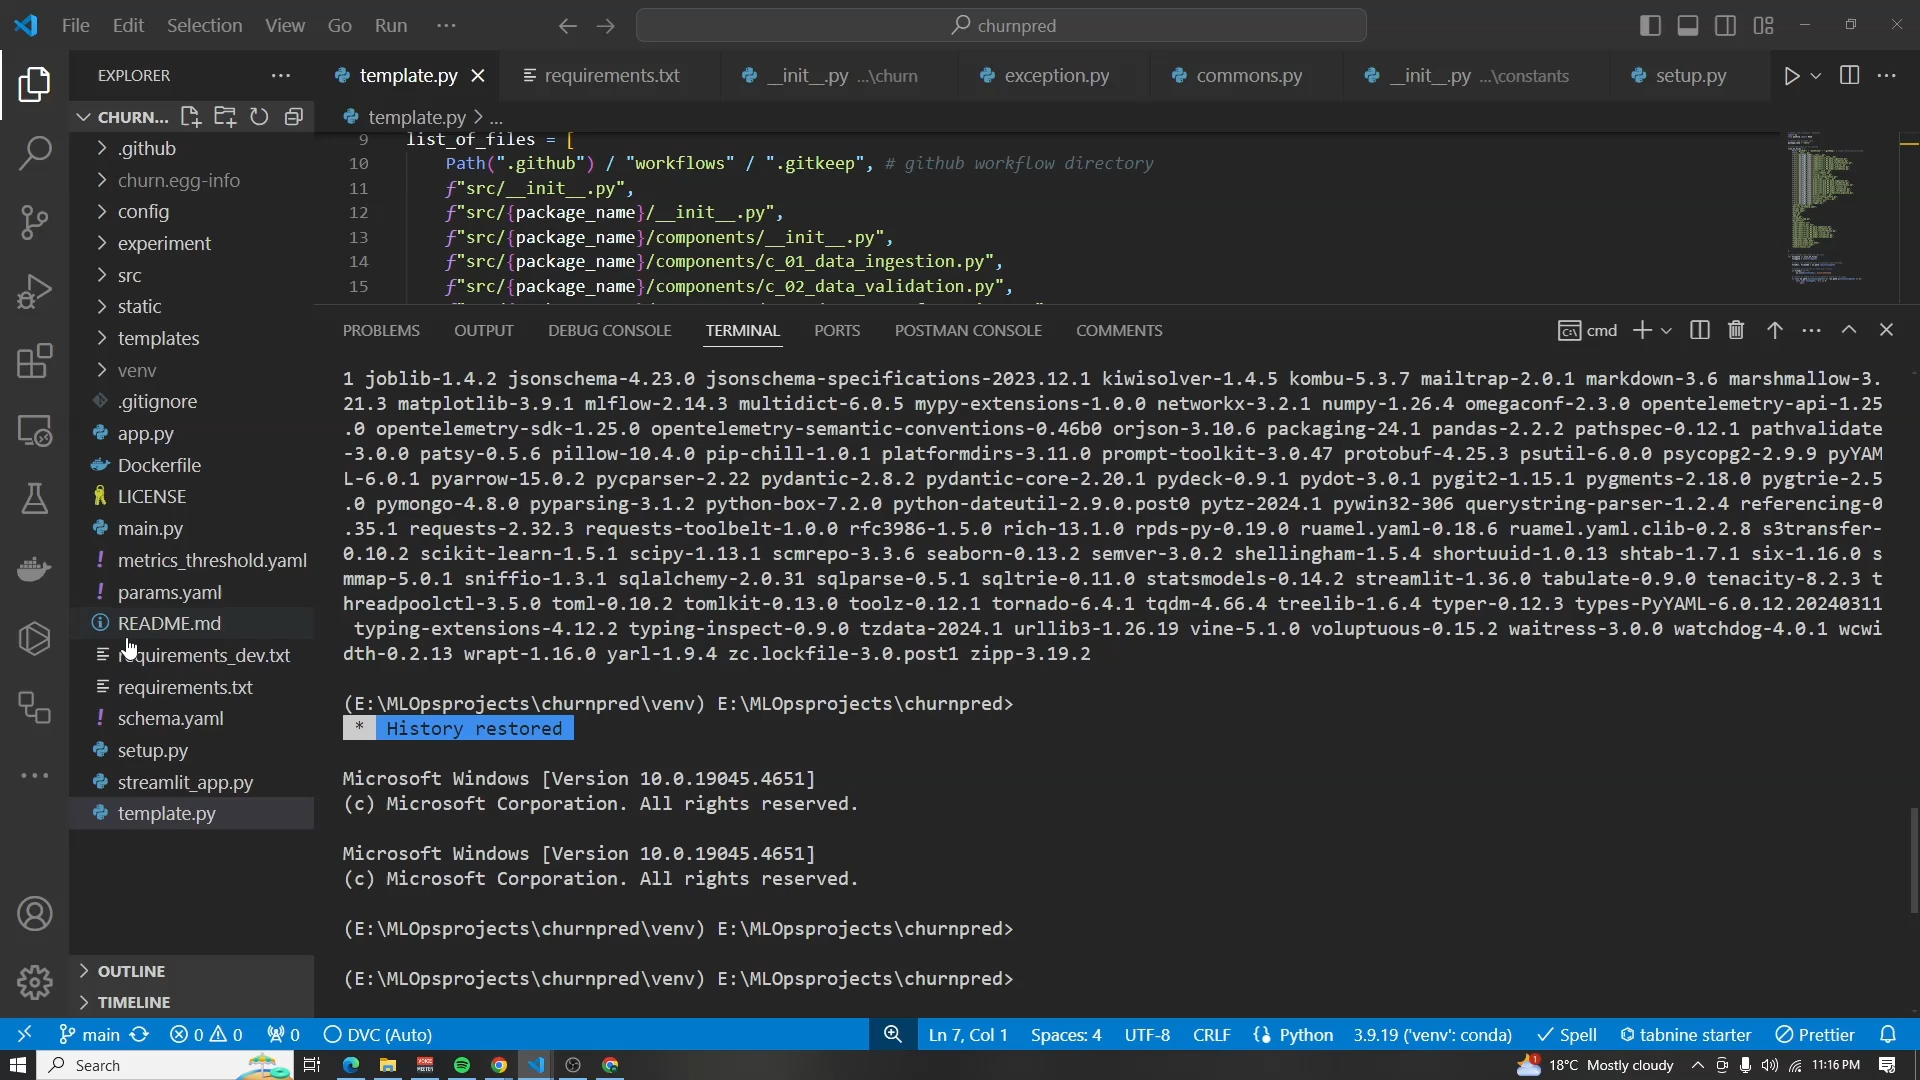 File Edit Selection View Go Run ···
churnpred
EXPLORER
template.py
requirements.txt
__init__.py ...\churn
exception.py
commons.py
__init__.py ...\constants
setup.py
CHURN...
.github
churn.egg-info
config
experiment
src
static
templates
venv
.gitignore
app.py
Dockerfile
LICENSE
main.py
metrics_threshold.yaml
params.yaml
README.md
requirements_dev.txt
requirements.txt
schema.yaml
setup.py
streamlit_app.py
template.py
OUTLINE
TIMELINE
template.py > ...
9 list_of_files = [
10 Path(".github") / "workflows" / ".gitkeep", # github workflow directory
11 f"src/__init__.py",
12 f"src/{package_name}/__init__.py",
13 f"src/{package_name}/components/__init__.py",
14 f"src/{package_name}/components/c_01_data_ingestion.py",
15 f"src/{package_name}/components/c_02_data_validation.py",
PROBLEMS OUTPUT DEBUG CONSOLE TERMINAL PORTS POSTMAN CONSOLE COMMENTS
cmd
1 joblib-1.4.2 jsonschema-4.23.0 jsonschema-specifications-2023.12.1 kiwisolver-1.4.5 kombu-5.3.7 mailtrap-2.0.1 markdown-3.6 marshmallow-3.
21.3 matplotlib-3.9.1 mlflow-2.14.3 multidict-6.0.5 mypy-extensions-1.0.0 networkx-3.2.1 numpy-1.26.4 omegaconf-2.3.0 opentelemetry-api-1.25
.0 opentelemetry-sdk-1.25.0 opentelemetry-semantic-conventions-0.46b0 orjson-3.10.6 packaging-24.1 pandas-2.2.2 pathspec-0.12.1 pathvalidate
-3.0.0 patsy-0.5.6 pillow-10.4.0 pip-chill-1.0.1 platformdirs-3.11.0 prompt-toolkit-3.0.47 protobuf-4.25.3 psutil-6.0.0 psycopg2-2.9.9 pyYAM
L-6.0.1 pyarrow-15.0.2 pycparser-2.22 pydantic-2.8.2 pydantic-core-2.20.1 pydeck-0.9.1 pydot-3.0.1 pygit2-1.15.1 pygments-2.18.0 pygtrie-2.5
.0 pymongo-4.8.0 pyparsing-3.1.2 python-box-7.2.0 python-dateutil-2.9.0.post0 pytz-2024.1 pywin32-306 querystring-parser-1.2.4 referencing-0
.35.1 requests-2.32.3 requests-toolbelt-1.0.0 rfc3986-1.5.0 rich-13.1.0 rpds-py-0.19.0 ruamel.yaml-0.18.6 ruamel.yaml.clib-0.2.8 s3transfer-
0.10.2 scikit-learn-1.5.1 scipy-1.13.1 scmrepo-3.3.6 seaborn-0.13.2 semver-3.0.2 shellingham-1.5.4 shortuuid-1.0.13 shtab-1.7.1 six-1.16.0 s
mmap-5.0.1 sniffio-1.3.1 sqlalchemy-2.0.31 sqlparse-0.5.1 sqltrie-0.11.0 statsmodels-0.14.2 streamlit-1.36.0 tabulate-0.9.0 tenacity-8.2.3 t
hreadpoolctl-3.5.0 toml-0.10.2 tomlkit-0.13.0 toolz-0.12.1 tornado-6.4.1 tqdm-4.66.4 treelib-1.6.4 typer-0.12.3 types-PyYAML-6.0.12.20240311
typing-extensions-4.12.2 typing-inspect-0.9.0 tzdata-2024.1 urllib3-1.26.19 vine-5.1.0 voluptuous-0.15.2 waitress-3.0.0 watchdog-4.0.1 wcwi
dth-0.2.13 wrapt-1.16.0 yarl-1.9.4 zc.lockfile-3.0.post1 zipp-3.19.2
(E:\MLOpsprojects\churnpred\venv) E:\MLOpsprojects\churnpred>
* History restored
Microsoft Windows [Version 10.0.19045.4651]
(c) Microsoft Corporation. All rights reserved.
Microsoft Windows [Version 10.0.19045.4651]
(c) Microsoft Corporation. All rights reserved.
(E:\MLOpsprojects\churnpred\venv) E:\MLOpsprojects\churnpred>
(E:\MLOpsprojects\churnpred\venv) E:\MLOpsprojects\churnpred>
main 0 0 0 DVC (Auto) Ln 7, Col 1 Spaces: 4 UTF-8 CRLF Python 3.9.19 ('venv': conda) Spell tabnine starter Prettier
Search 1 18°C Mostly cloudy 11:16 PM